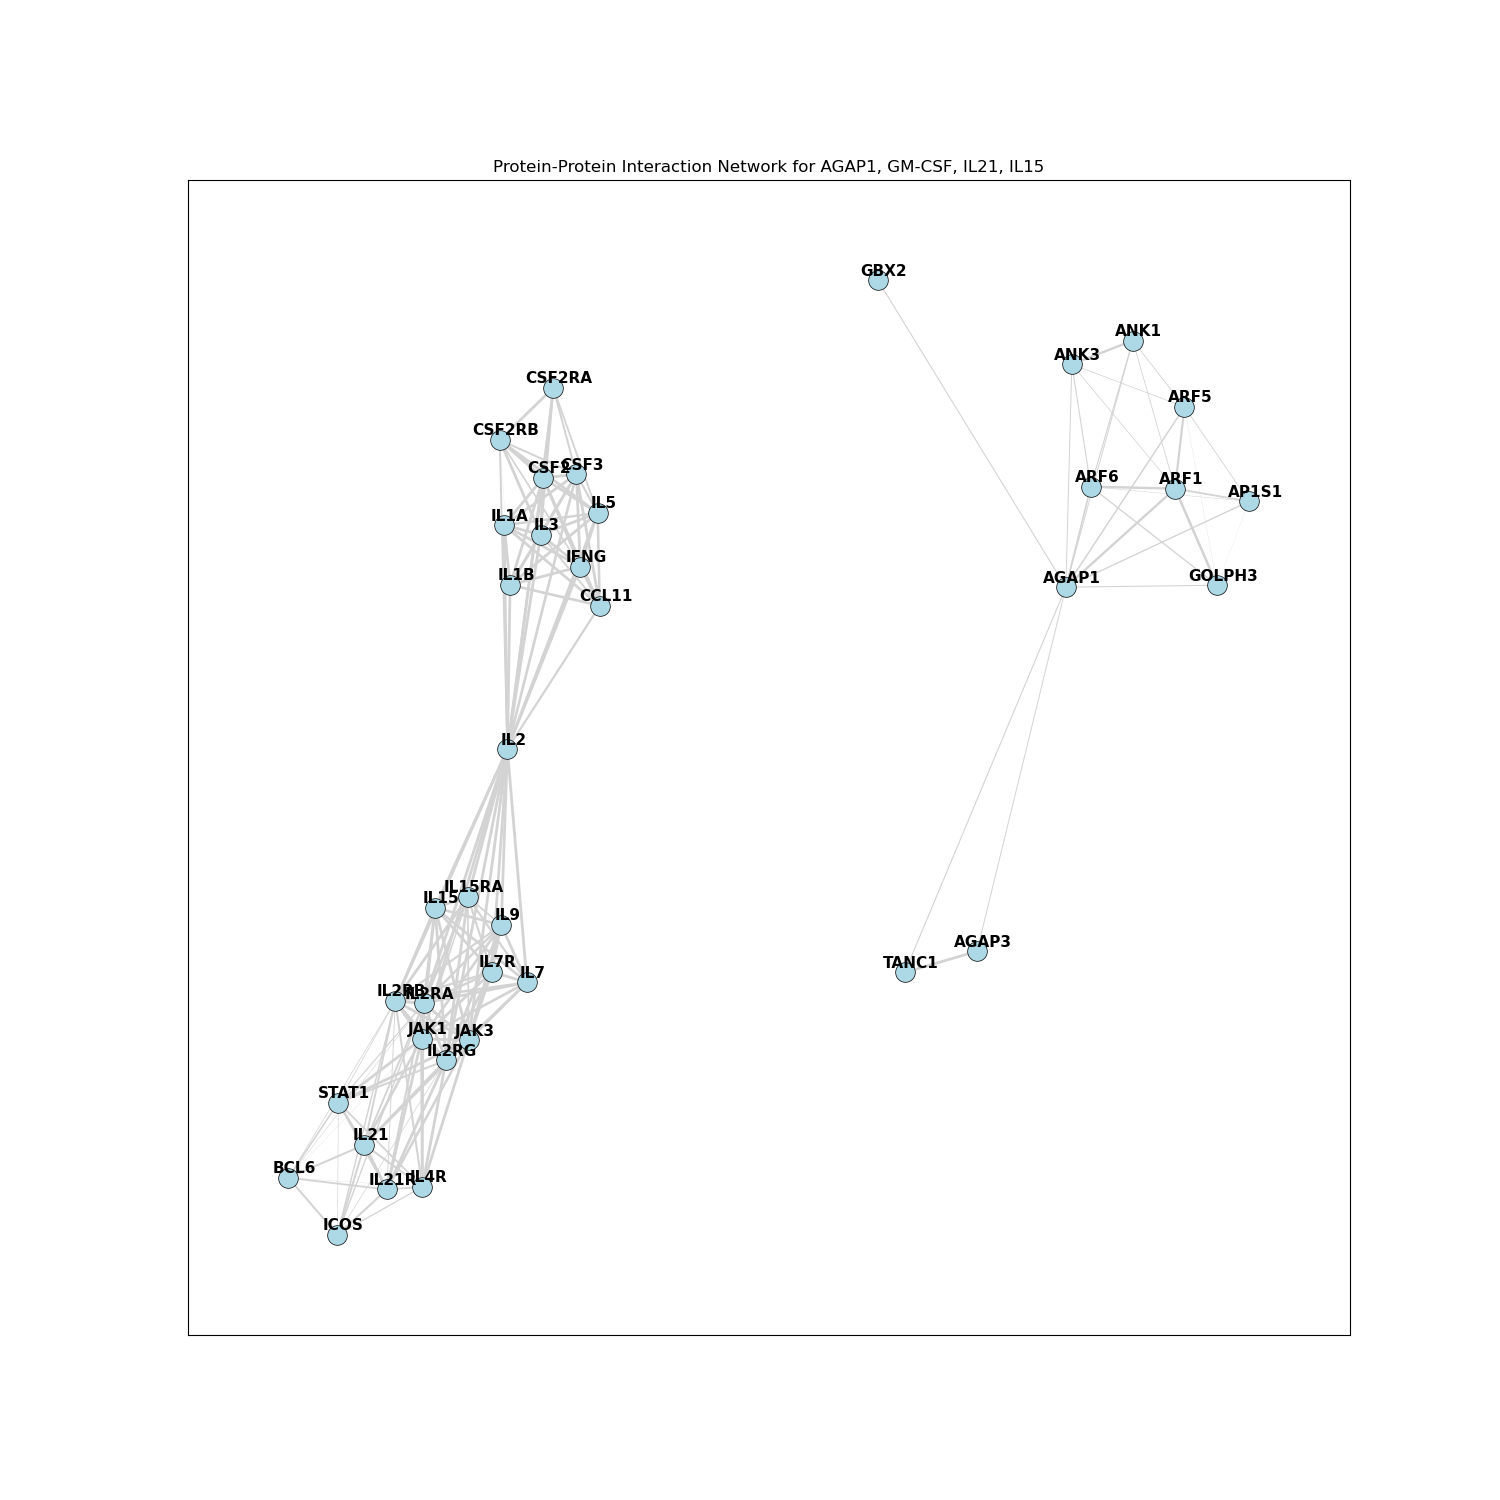 Protein-Protein Interaction Network for AGAP1, GM-CSF, IL21, IL15
GBX2
ANK1
ANK3
CSF2RA
ARF5
CSF2RB
CSF2
CSF3
ARF6
ARF1
AP1S1
IL5
IL1A
IL3
IFNG
IL1B
AGAP1
GOLPH3
CCL11
IL2
IL15RA
IL15
IL9
AGAP3
TANC1
IL7R
IL7
IL2RB
IL2RA
JAK1
JAK3
IL2RG
STAT1
IL21
BCL6
IL21R
IL4R
ICOS